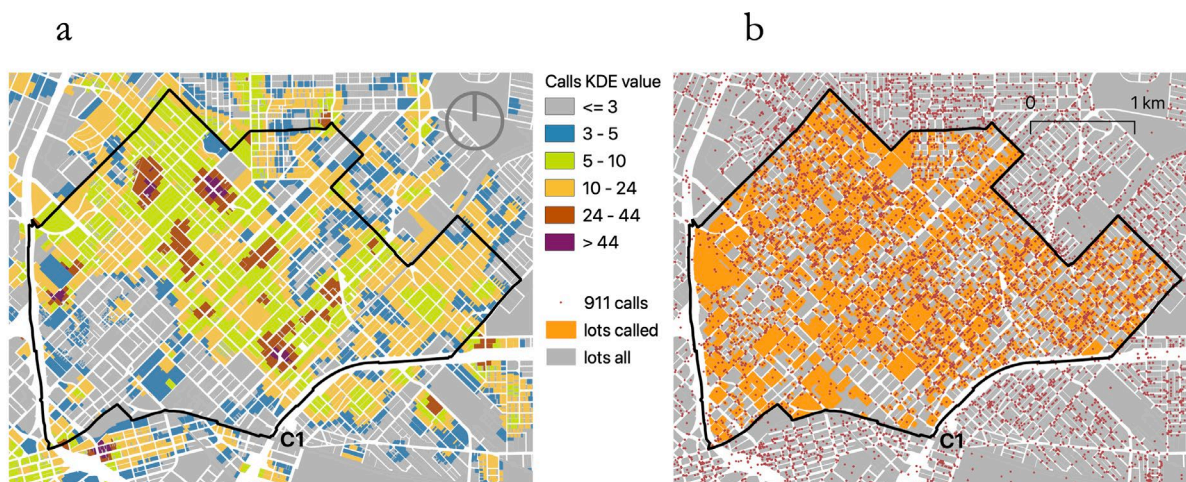 a
b
Calls KDE value
<= 3
3 - 5
5 - 10
10 - 24
24 - 44
> 44
911 calls
lots called
lots all
C1
0 1 km
C1